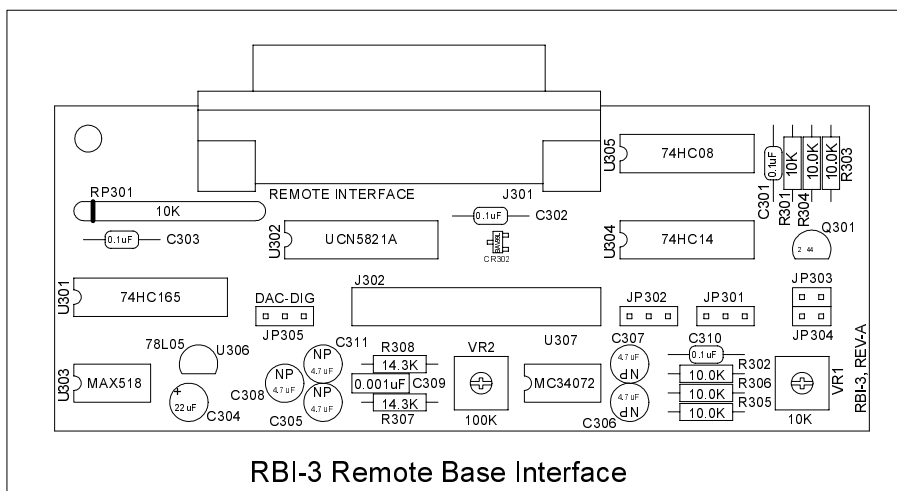 U305
74HC08
0.1uF
C301
10K
R301
10.0K
R304
10.0K
R303
RP301
10K
REMOTE INTERFACE
J301
0.1uF
C302
0.1uF
C303
U302
UCN5821A
CR302
U304
74HC14
Q301
2 44
U301
74HC165
DAC-DIG
JP305
J302
JP302
JP301
JP303
JP304
78L05
U306
C311
NP
4.7uF
R308
14.3K
VR2
U307
C307
4.7uF
NP
C310
0.1uF
R302
10.0K
U303
MAX518
+
22uF
C304
NP
4.7uF
C308
0.001uF
C309
MC34072
R306
10.0K
VR1
RBI-3, REV-A
NP
4.7uF
C305
14.3K
R307
100K
4.7uF
NP
C306
R305
10.0K
10K
RBI-3 Remote Base Interface